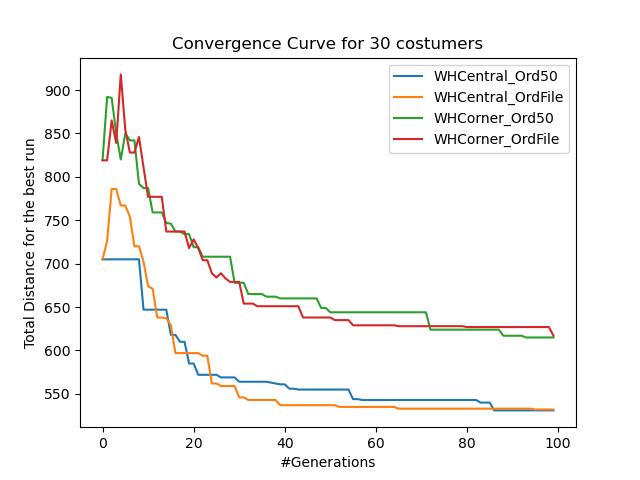 Convergence Curve for 30 costumers
WHCentral_Ord50
WHCentral_OrdFile
WHCorner_Ord50
WHCorner_OrdFile
Total Distance for the best run
900
850
800
750
700
650
600
550
0
20
40
60
80
100
#Generations